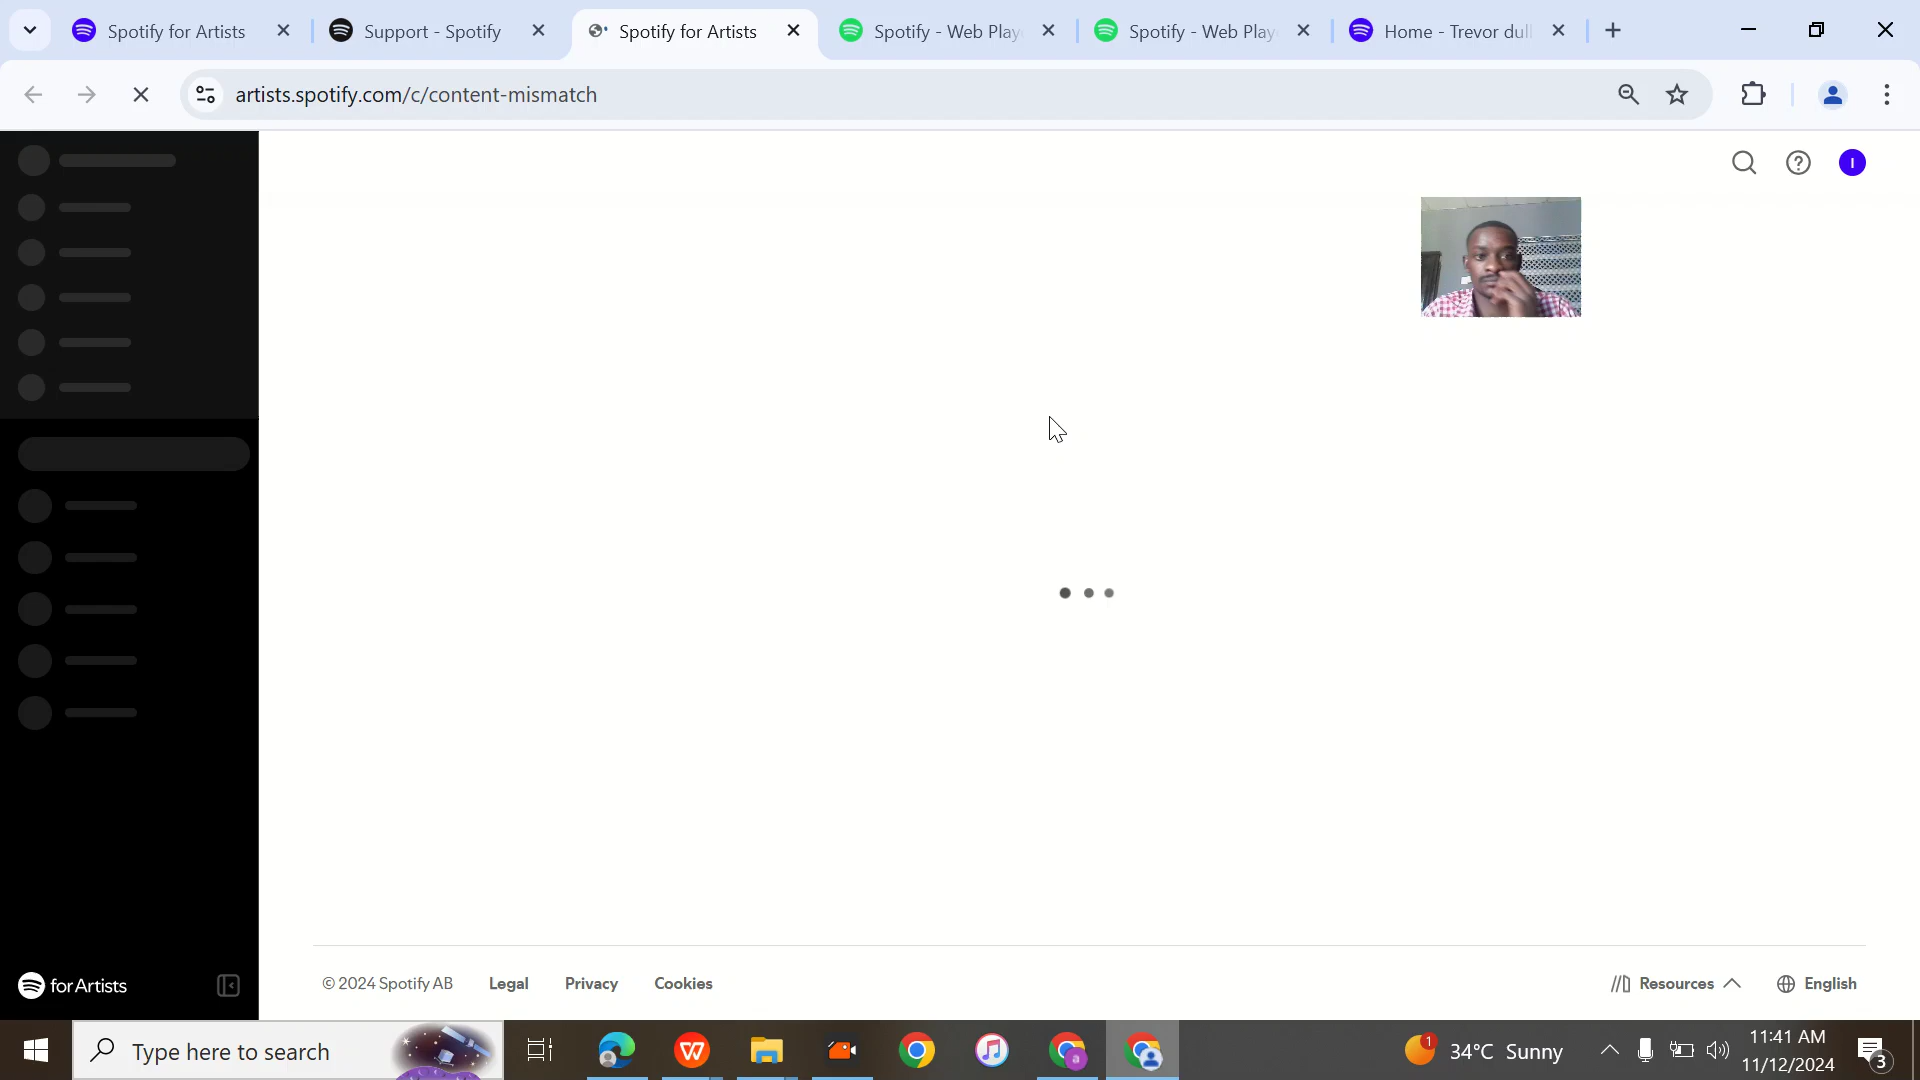 Spotify for Artists
Support - Spotify
Spotify for Artists
Spotify - Web Play
Spotify - Web Play
Home - Trevor dul
artists.spotify.com/c/content-mismatch
I
for Artists
© 2024 Spotify AB
Legal
Privacy
Cookies
Resources
English
Type here to search
W
a
1
34°C Sunny
11:41 AM
11/12/2024
3